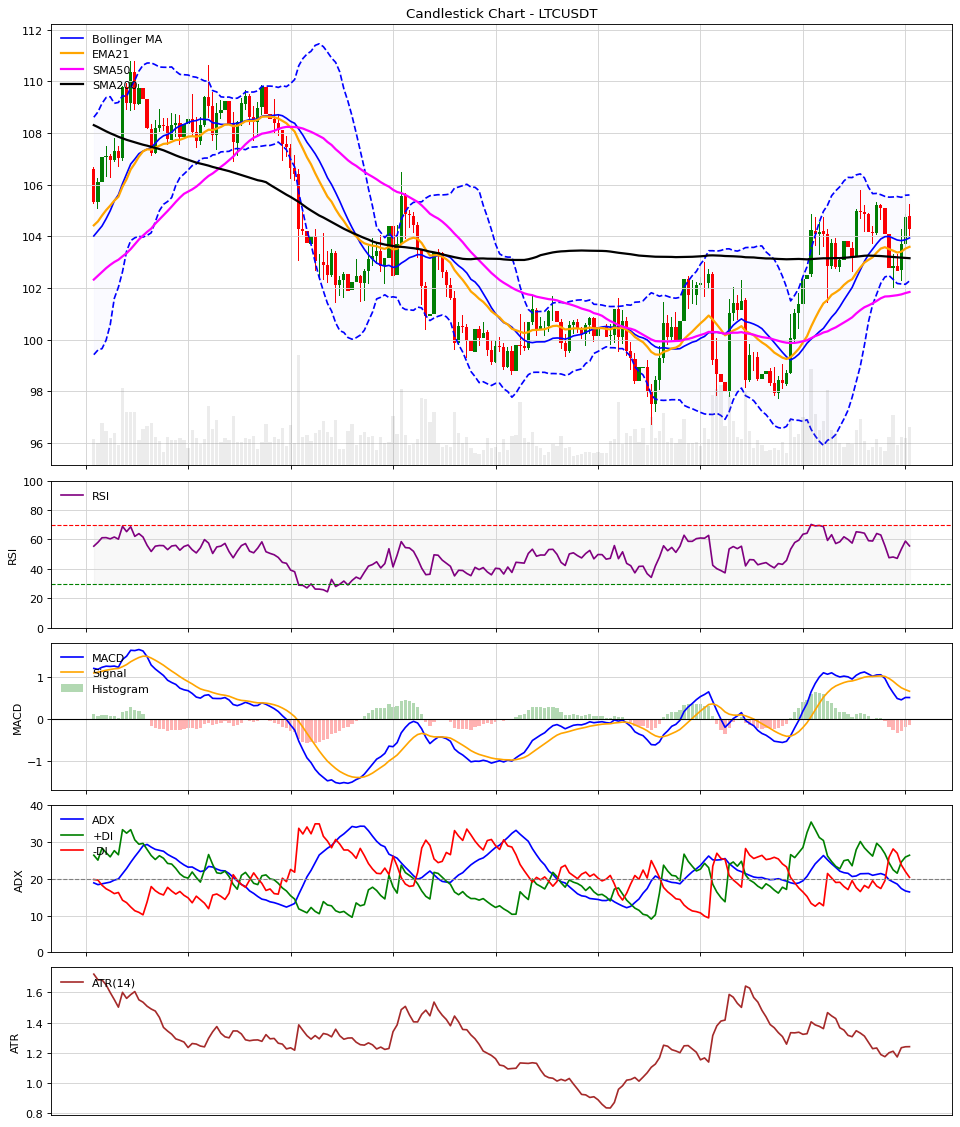 Candlestick Chart - LTCUSDT
112
110
108
106
104
102
100
98
96
Bollinger MA
EMA21
SMA50
SMA200
100
80
60
40
20
0
RSI
RSI
1
0
−1
MACD
MACD
Signal
Histogram
40
30
20
10
0
ADX
ADX
+DI
-DI
1.6
1.4
1.2
1.0
0.8
ATR
ATR(14)